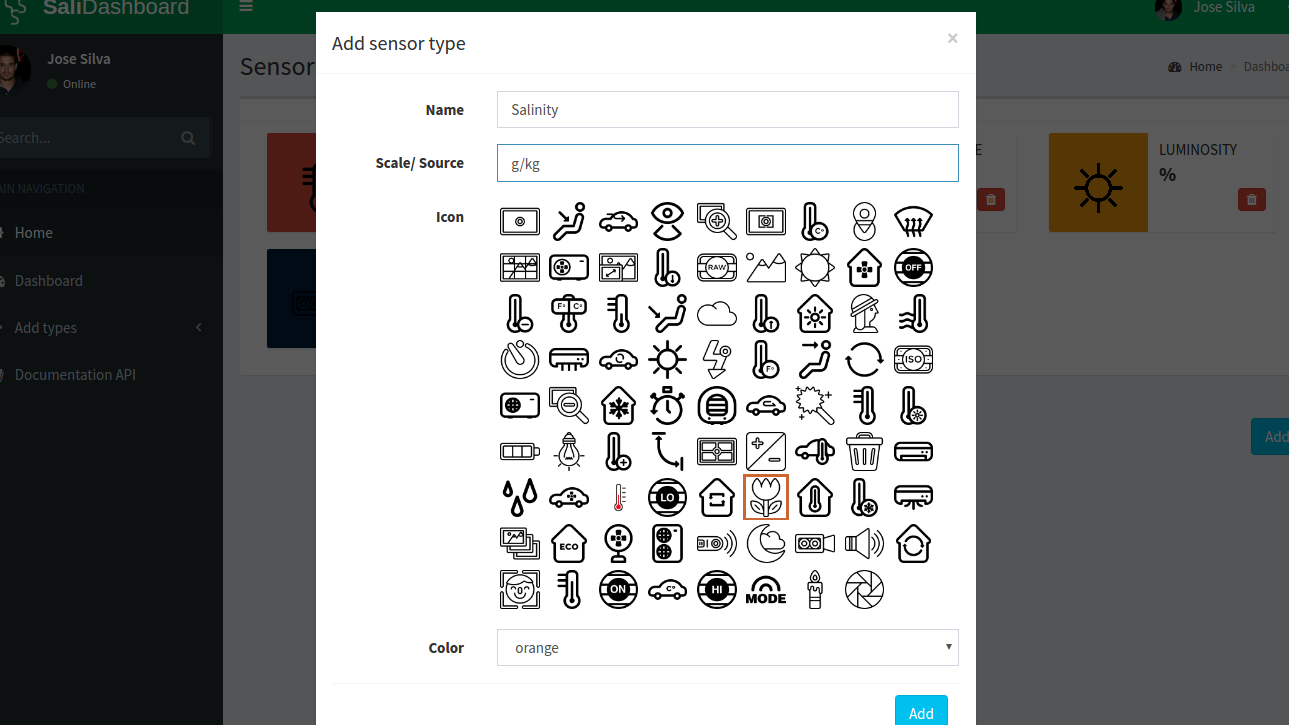 SaliDashboard
Jose Silva
Jose Silva
Online
Search...
MAIN NAVIGATION
Home
Dashboard
Add types
Documentation API
Sensor
Home > Dashboa
LUMINOSITY
%
E
Add
Add sensor type
×
Name
Salinity
Scale/ Source
g/kg
Icon
C°
RAW
OFF
F° C°
F°
ISO
LO
ECO
ON
C°
HI
MODE
Color
orange
Add